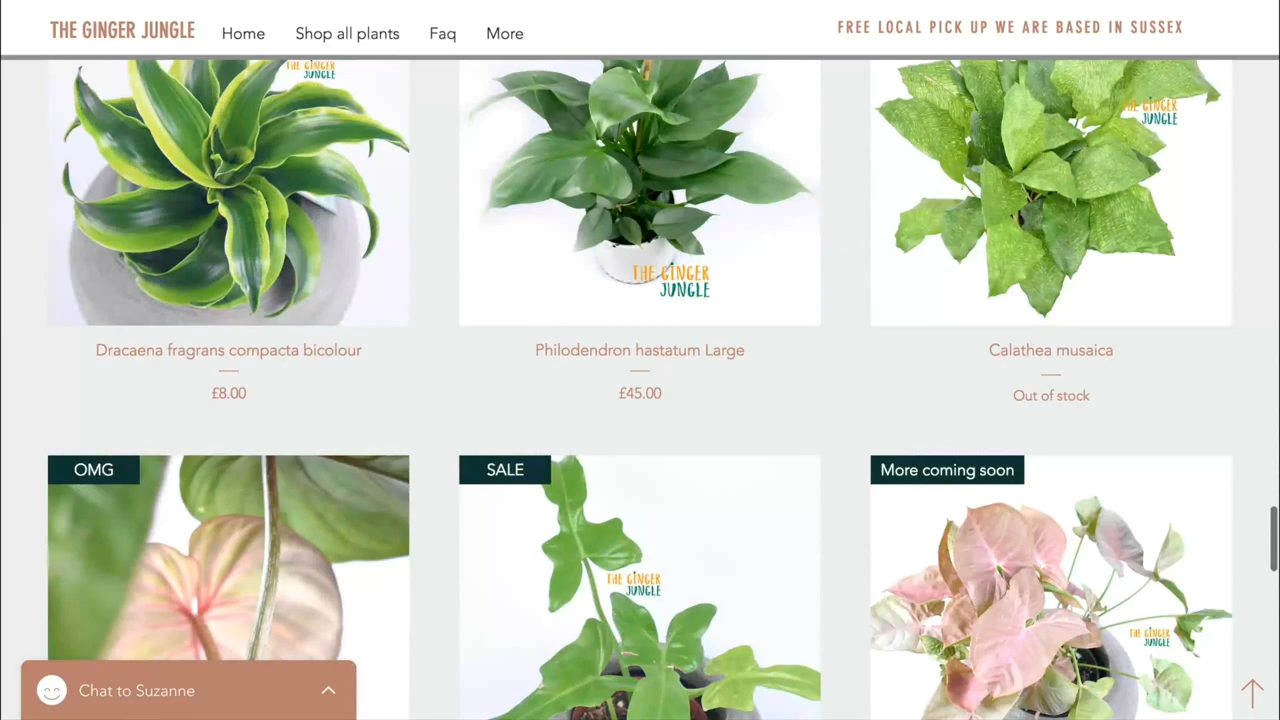 THE GINGER JUNGLE
Home
Shop all plants
Faq
More
FREE LOCAL PICK UP WE ARE BASED IN SUSSEX
THE GINGER
JUNGLE
THE GINGER
JUNGLE
THE GINGER
JUNGLE
Dracaena fragrans compacta bicolour
£8.00
Philodendron hastatum Large
£45.00
Calathea musaica
Out of stock
OMG
SALE
THE GINGER
JUNGLE
More coming soon
THE GINGER
JUNGLE
Chat to Suzanne